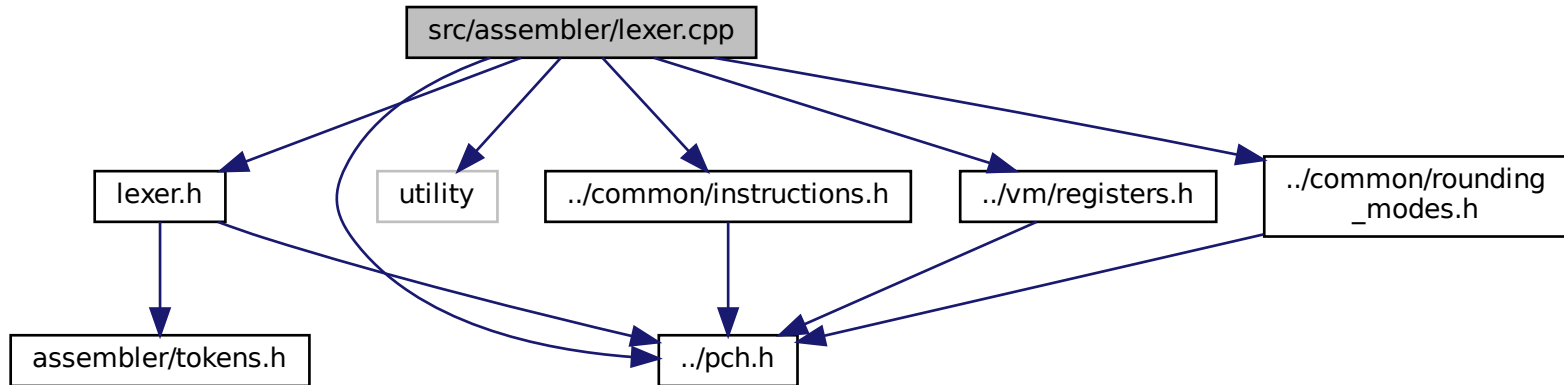 src/assembler/lexer.cpp
lexer.h
utility
../common/instructions.h
../vm/registers.h
../common/rounding
_modes.h
assembler/tokens.h
../pch.h